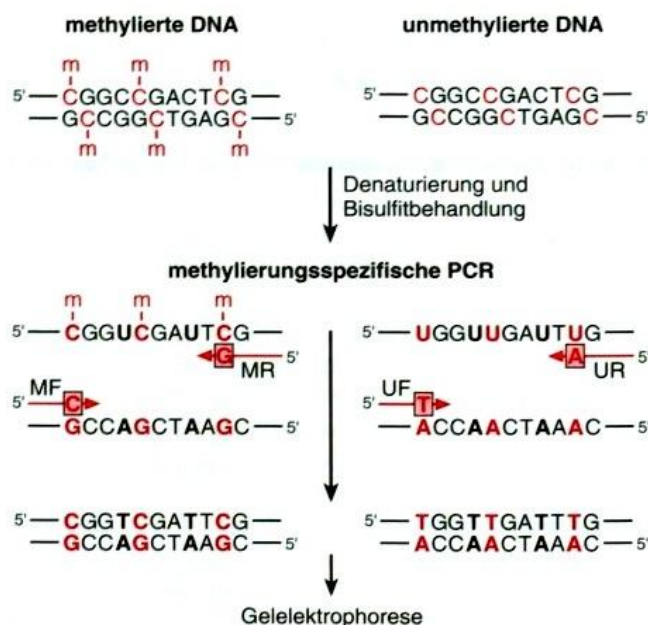 methylierte DNA
unmethylierte DNA
m m m
5' CGGCCGACTCG
GCCGGCTGAGC 5'
m m m
5' CGGCCGACTCG
GCCGGCTGAGC 5'
Denaturierung und
Bisulfitbehandlung
methylierungsspezifische PCR
m m m
5' CGGUCGAUTCG
G 5'
MR
MF
5' C
GCCAGCTAAGC 5'
5' UGGUUGAUTUG
A 5'
UR
UF
5' T
ACCAACTAAAC 5'
5' CGGTCGATTCG
GCCAGCTAAGC 5'
5' TGGTTGATTTG
ACCAACTAAAC 5'
Gelelektrophorese